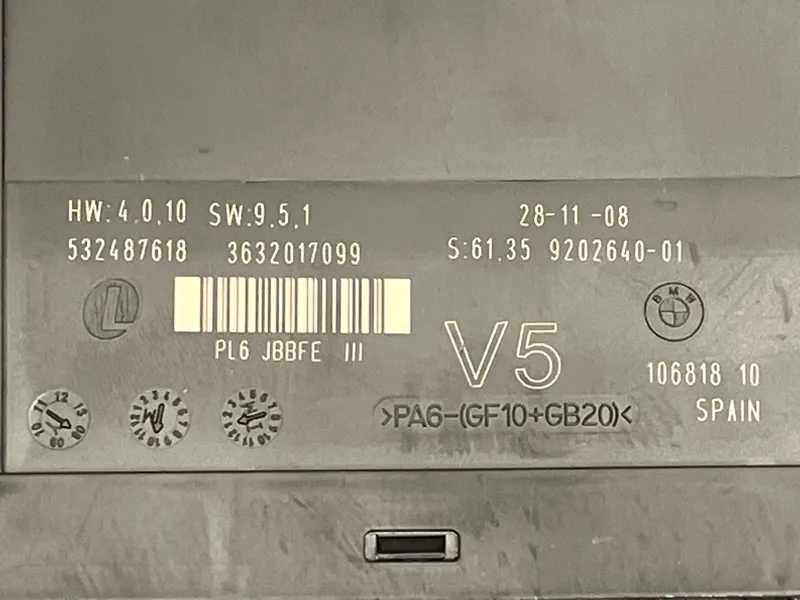 HW:4.0.10 SW:9.5.1
28-11-08
532487618 3632017099
S:61.35 9202640-01
BMW
PL6 JBBFE III
V5
106818 10
>PA6-(GF10+GB20)<
SPAIN